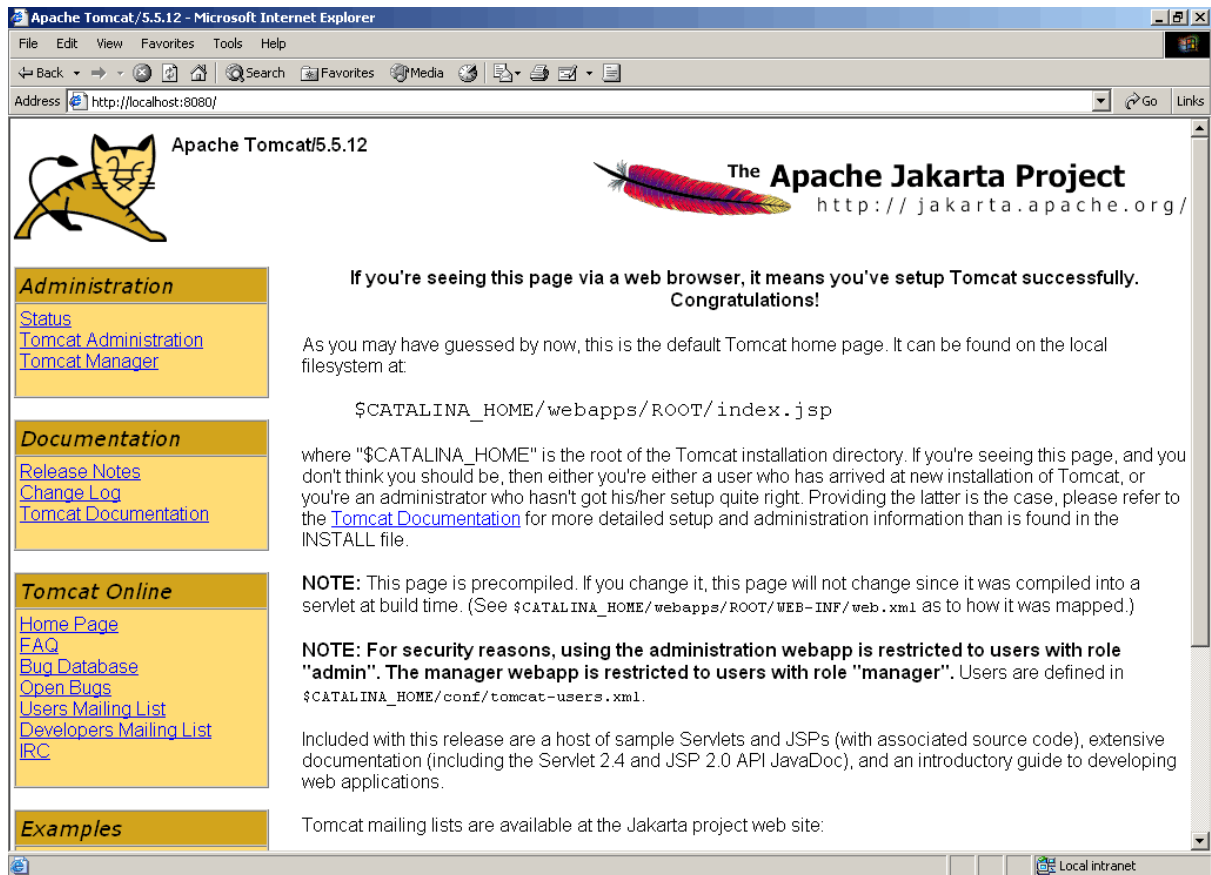 Apache Tomcat/5.5.12 - Microsoft Internet Explorer
File Edit View Favorites Tools Help
Back Search Favorites Media
Address http://localhost:8080/ Go Links
Apache Tomcat/5.5.12
The Apache Jakarta Project
http://jakarta.apache.org/
Administration
Status
Tomcat Administration
Tomcat Manager
Documentation
Release Notes
Change Log
Tomcat Documentation
Tomcat Online
Home Page
FAQ
Bug Database
Open Bugs
Users Mailing List
Developers Mailing List
IRC
Examples
If you're seeing this page via a web browser, it means you've setup Tomcat successfully.
Congratulations!
As you may have guessed by now, this is the default Tomcat home page. It can be found on the local
filesystem at:
$CATALINA_HOME/webapps/ROOT/index.jsp
where "$CATALINA_HOME" is the root of the Tomcat installation directory. If you're seeing this page, and you
don't think you should be, then either you're either a user who has arrived at new installation of Tomcat, or
you're an administrator who hasn't got his/her setup quite right. Providing the latter is the case, please refer to
the Tomcat Documentation for more detailed setup and administration information than is found in the
INSTALL file.
NOTE: This page is precompiled. If you change it, this page will not change since it was compiled into a
servlet at build time. (See $CATALINA_HOME/webapps/ROOT/WEB-INF/web.xml as to how it was mapped.)
NOTE: For security reasons, using the administration webapp is restricted to users with role
"admin". The manager webapp is restricted to users with role "manager". Users are defined in
$CATALINA_HOME/conf/tomcat-users.xml.
Included with this release are a host of sample Servlets and JSPs (with associated source code), extensive
documentation (including the Servlet 2.4 and JSP 2.0 API JavaDoc), and an introductory guide to developing
web applications.
Tomcat mailing lists are available at the Jakarta project web site:
Local intranet